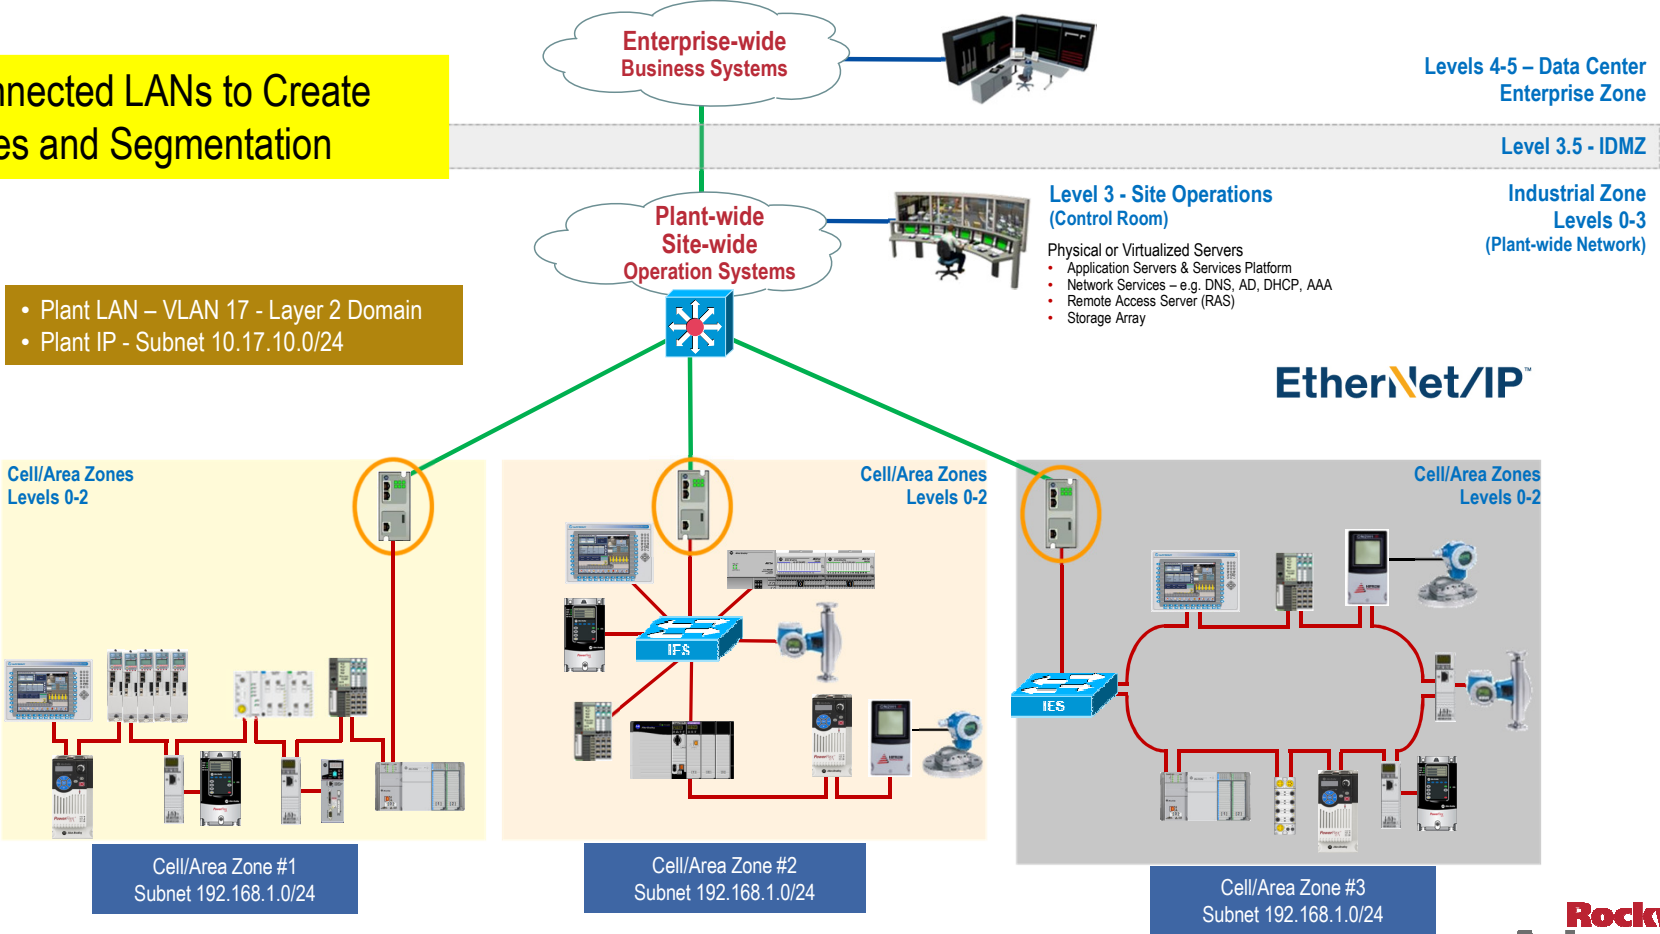 Enterprise-wide
Business Systems
Levels 4-5 – Data Center
Enterprise Zone
to Create
and Segmentation
LANs
Level 3.5 - IDMZ
Plant-wide
Site-wide
Operation Systems
Level 3 - Site Operations
(Control Room)
Physical or Virtualized Servers
• Application Servers & Services Platform
• Network Services – e.g. DNS, AD, DHCP, AAA
• Remote Access Server (RAS)
• Storage Array
Industrial Zone
Levels 0-3
(Plant-wide Network)
• Plant LAN – VLAN 17 - Layer 2 Domain
• Plant IP - Subnet 10.17.10.0/24
EtherNet/IP™
Cell/Area Zones
Levels 0-2
Cell/Area Zones
Levels 0-2
Cell/Area Zones
Levels 0-2
IES
IES
Cell/Area Zone #1
Subnet 192.168.1.0/24
Cell/Area Zone #2
Subnet 192.168.1.0/24
Cell/Area Zone #3
Subnet 192.168.1.0/24